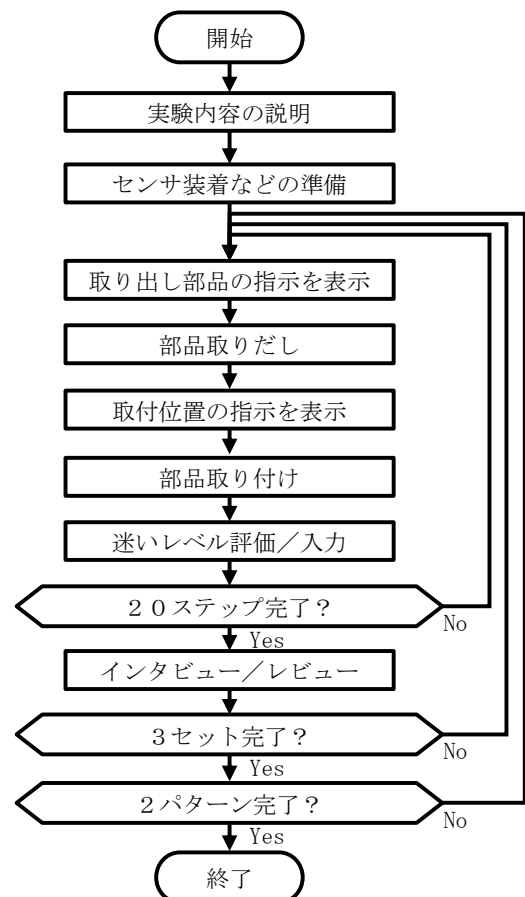 開始
実験内容の説明
センサ装着などの準備
取り出し部品の指示を表示
部品取りだし
取付位置の指示を表示
部品取り付け
迷いレベル評価／入力
２０ステップ完了？
No
Yes
インタビュー／レビュー
３セット完了？
No
Yes
２パターン完了？
No
Yes
終了